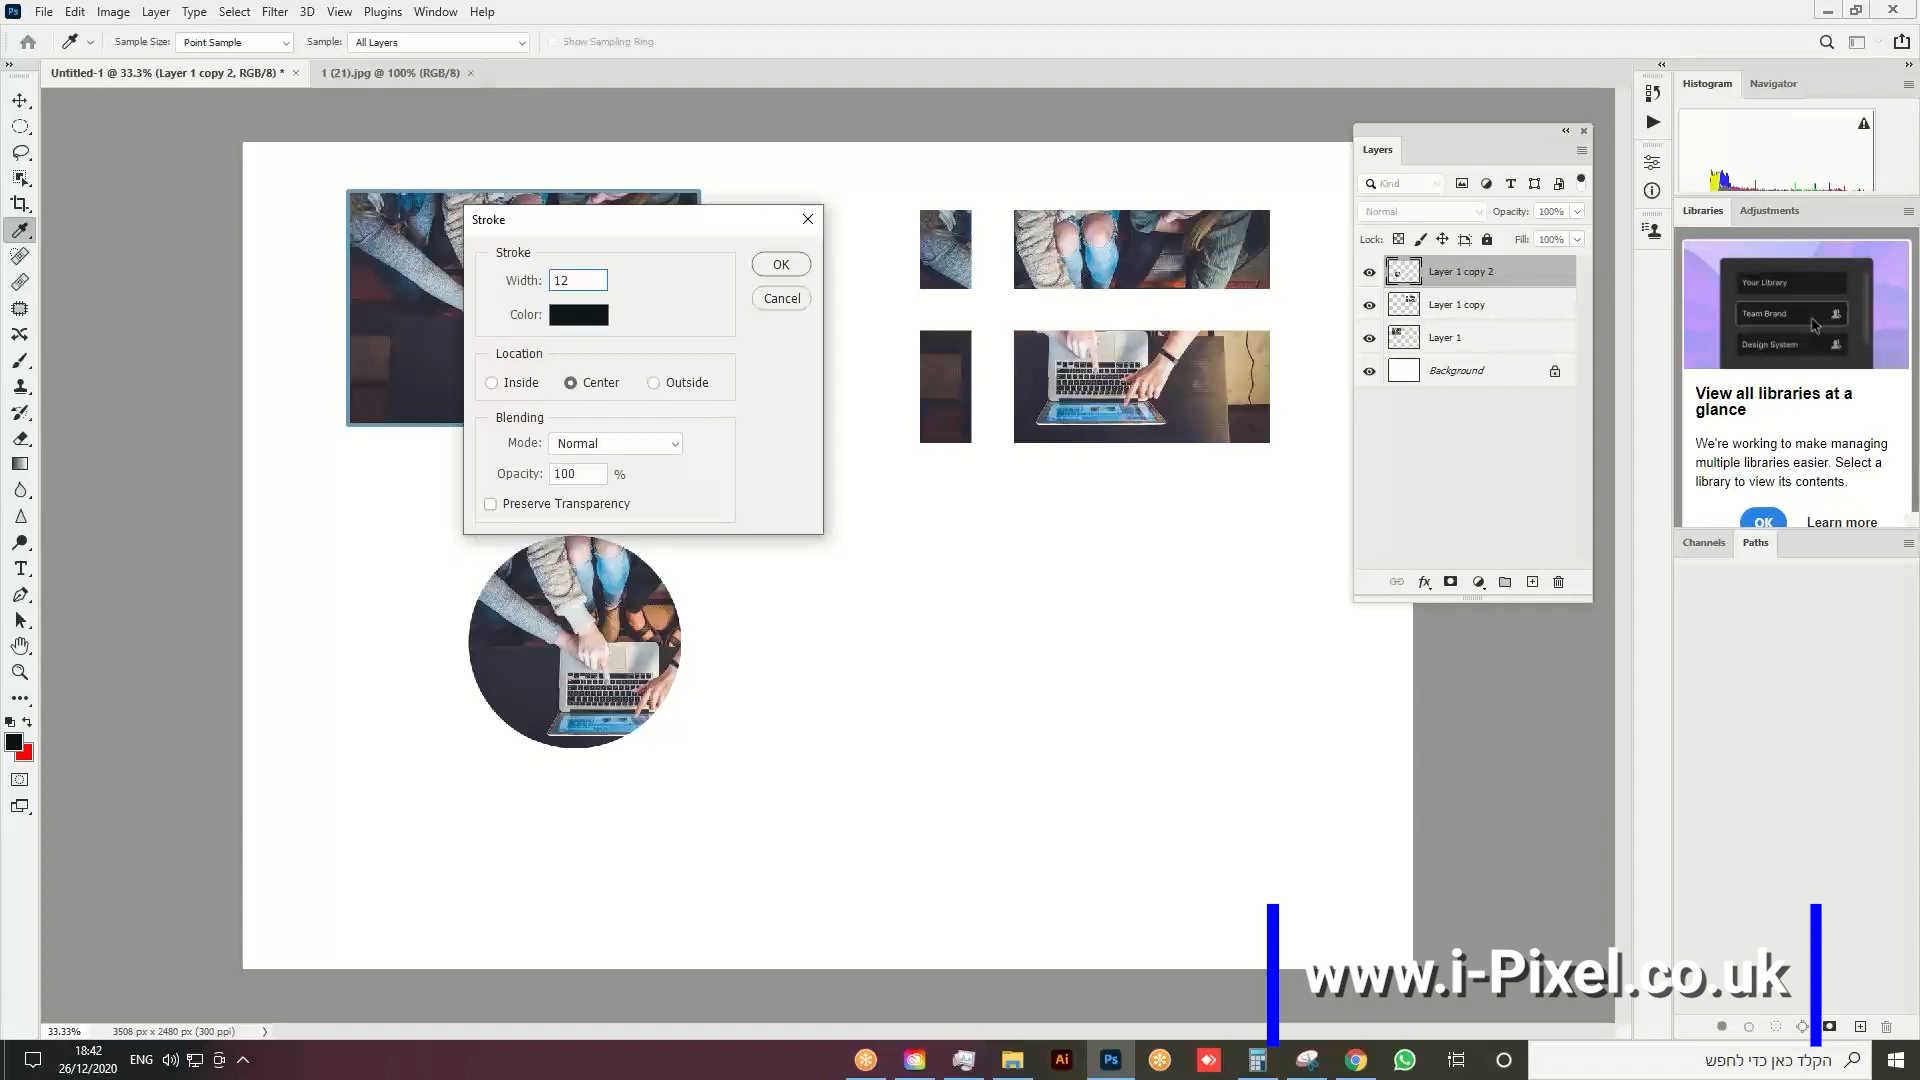 Ps File Edit Image Layer Type Select Filter 3D View Plugins Window Help
Sample Size: Point Sample Sample: All Layers Show Sampling Ring
Untitled-1 @ 33.3% (Layer 1 copy 2, RGB/8) * × 1 (21).jpg @ 100% (RGB/8) ×
Stroke
Stroke
Width: 12
Color:
OK
Cancel
Location
Inside Center Outside
Blending
Mode: Normal
Opacity: 100 %
Preserve Transparency
Layers
Kind
Normal Opacity: 100%
Lock: Fill: 100%
Layer 1 copy 2
Layer 1 copy
Layer 1
Background
fx
Histogram Navigator
Libraries Adjustments
Your Library
Team Brand
Design System
View all libraries at a
glance
We're working to make managing
multiple libraries easier. Select a
library to view its contents.
OK Learn more
Channels Paths
www.i-Pixel.co.uk
33.33% 3508 px x 2480 px (300 ppi)
18:42
26/12/2020
ENG
Ai
Ps
הקלד כאן כדי לחפש